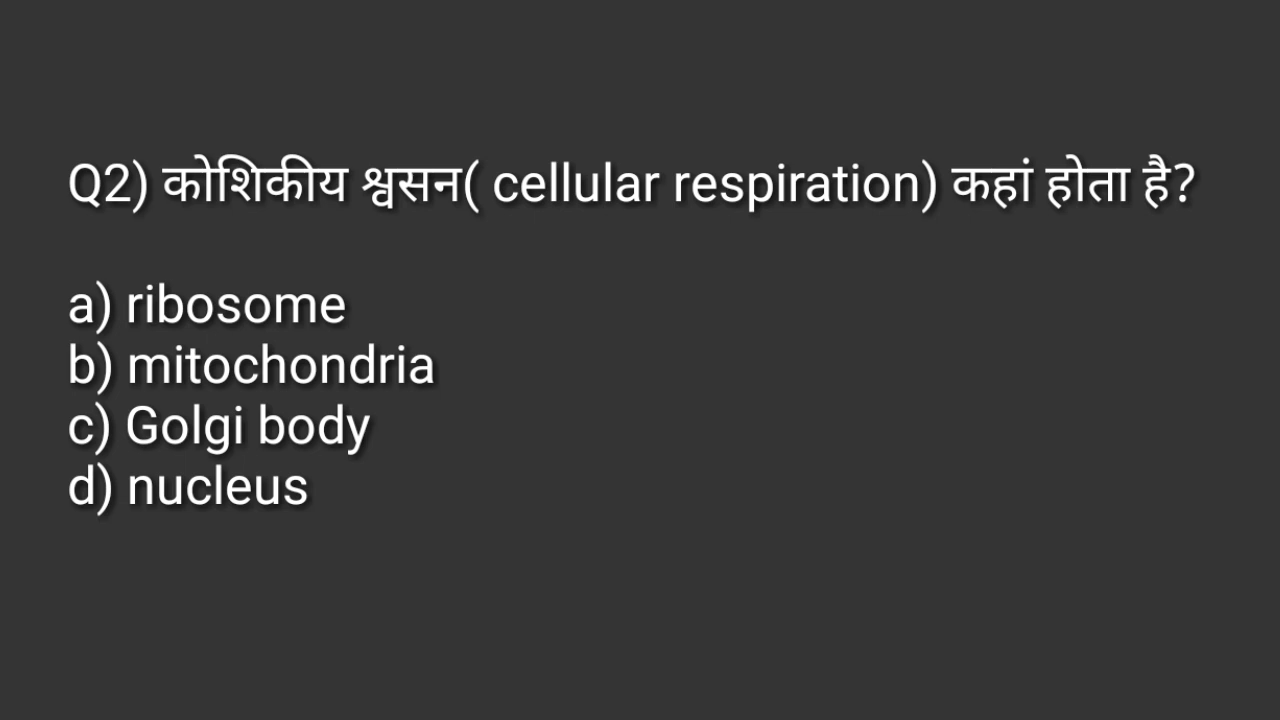 Q2) कोशिकीय श्वसन( cellular respiration) कहां होता है?
a) ribosome
b) mitochondria
c) Golgi body
d) nucleus